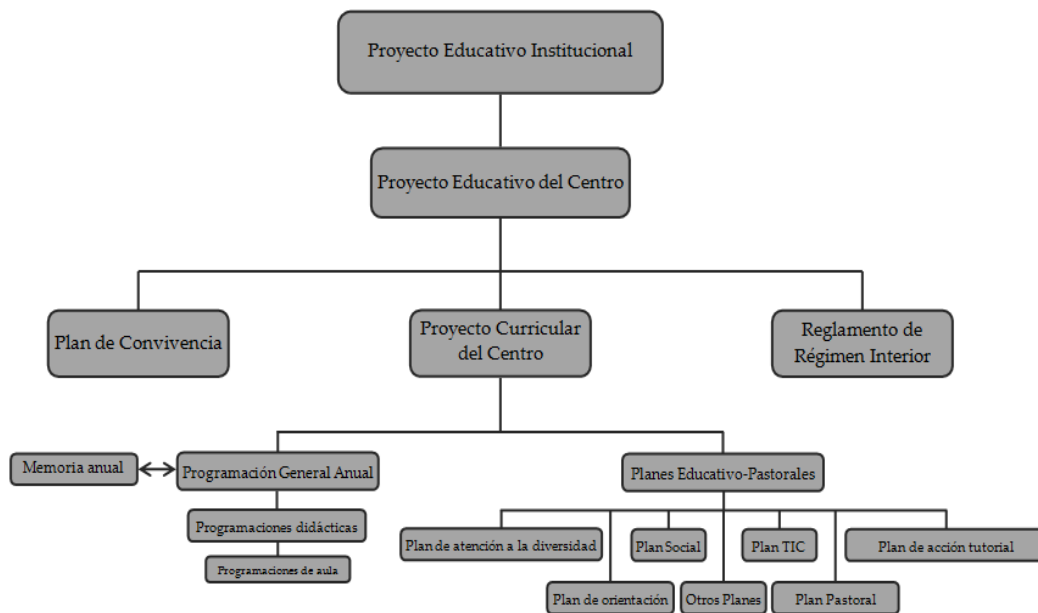 Proyecto Educativo Institucional
Proyecto Educativo del Centro
Plan de Convivencia
Proyecto Curricular
del Centro
Reglamento de
Régimen Interior
Memoria anual
Programación General Anual
Planes Educativo-Pastorales
Programaciones didácticas
Programaciones de aula
Plan de atención a la diversidad
Plan Social
Plan TIC
Plan de acción tutorial
Plan de orientación
Otros Planes
Plan Pastoral